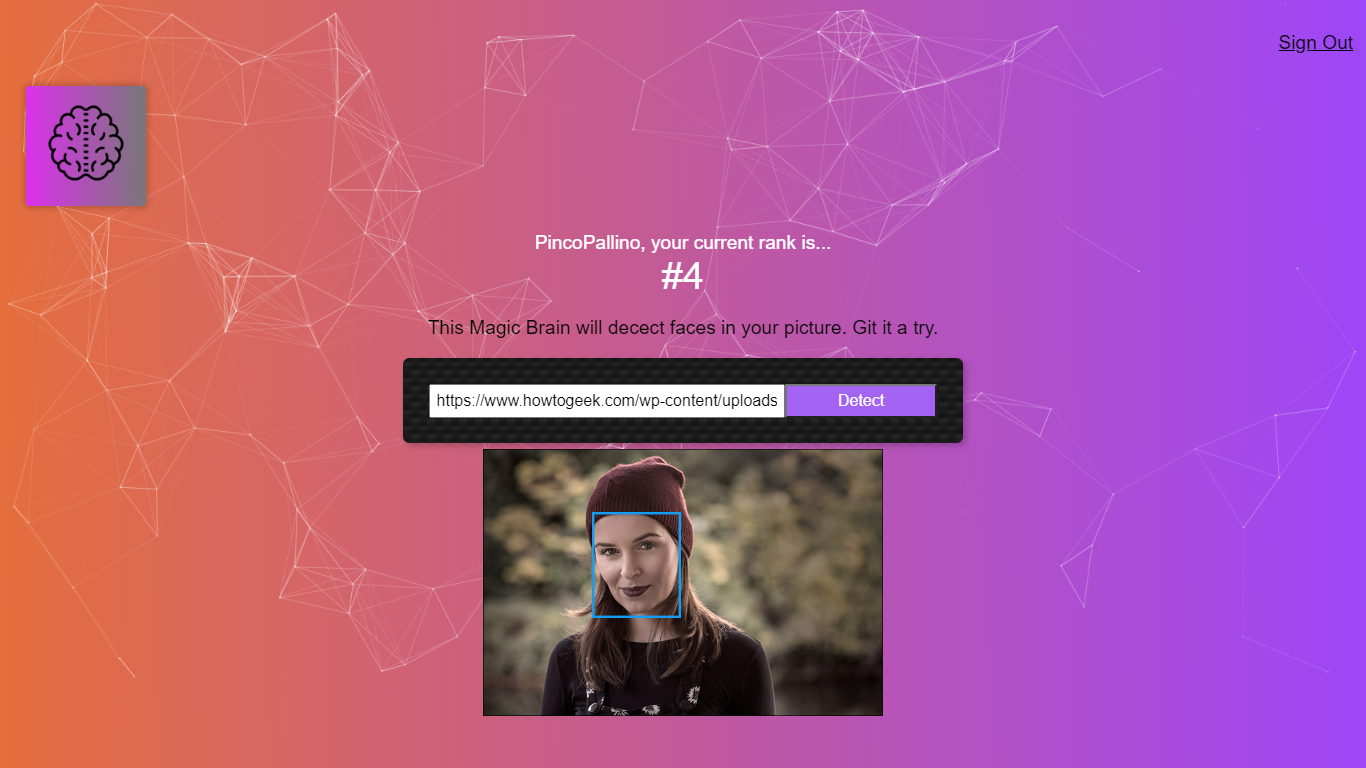 Sign Out
PincoPallino, your current rank is...
#4
This Magic Brain will decect faces in your picture. Git it a try.
https://www.howtogeek.com/wp-content/uploads
Detect